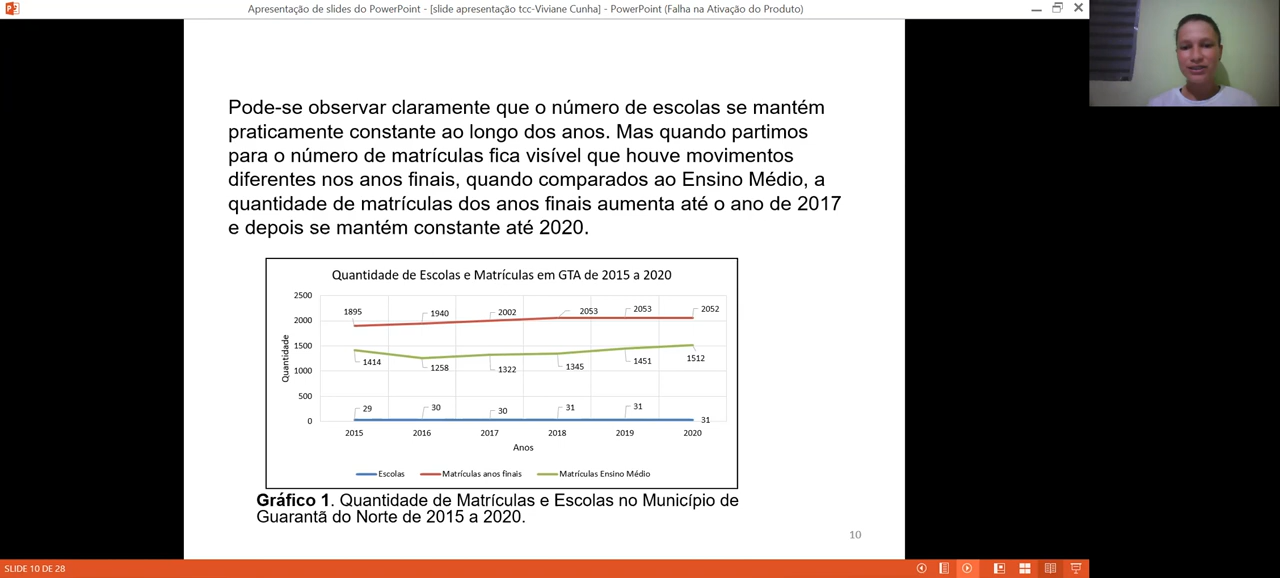 Apresentação de slides do PowerPoint - [slide apresentação tcc-Viviane Cunha] - PowerPoint (Falha na Ativação do Produto)
Pode-se observar claramente que o número de escolas se mantém
praticamente constante ao longo dos anos. Mas quando partimos
para o número de matrículas fica visível que houve movimentos
diferentes nos anos finais, quando comparados ao Ensino Médio, a
quantidade de matrículas dos anos finais aumenta até o ano de 2017
e depois se mantém constante até 2020.
Quantidade de Escolas e Matrículas em GTA de 2015 a 2020
2500
2000
1500
1000
500
0
Quantidade
1895 1940 2002 2053 2053 2052
1414 1258 1322 1345 1451 1512
29 30 30 31 31 31
2015 2016 2017 2018 2019 2020
Anos
Escolas Matrículas anos finais Matrículas Ensino Médio
Gráfico 1. Quantidade de Matrículas e Escolas no Município de
Guarantã do Norte de 2015 a 2020.
10
SLIDE 10 DE 28